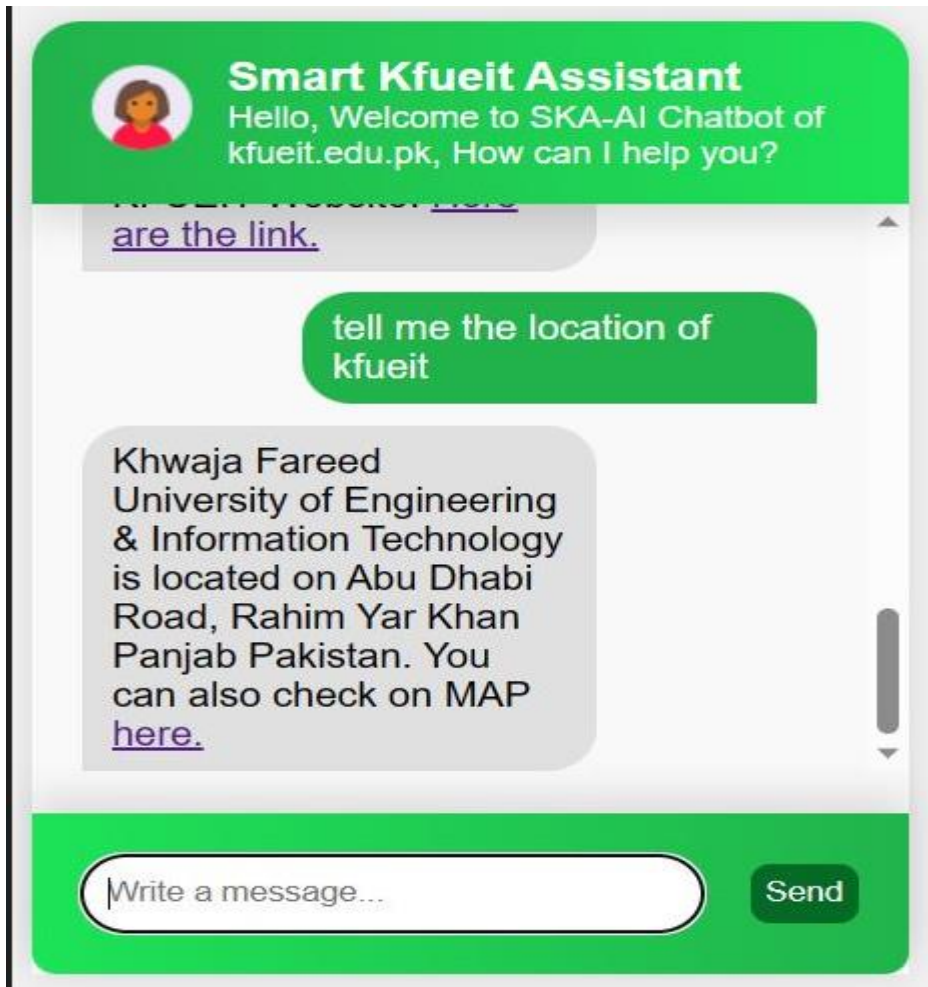 Smart Kfueit Assistant
Hello, Welcome to SKA-AI Chatbot of
kfueit.edu.pk, How can I help you?
are the link.
tell me the location of
kfueit
Khwaja Fareed
University of Engineering
& Information Technology
is located on Abu Dhabi
Road, Rahim Yar Khan
Panjab Pakistan. You
can also check on MAP
here.
Write a message...
Send